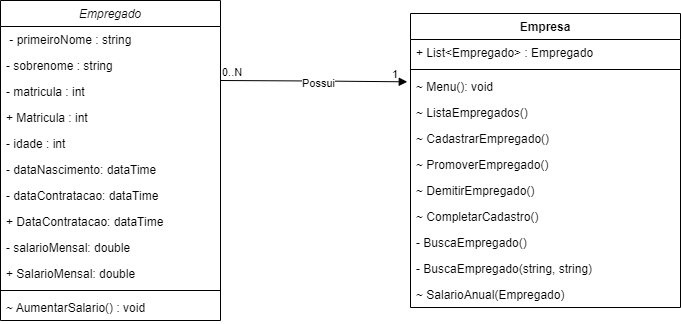 Empregado
- primeiroNome : string
- sobrenome : string
- matricula : int
+ Matricula : int
- idade : int
- dataNascimento: dataTime
- dataContratacao: dataTime
+ DataContratacao: dataTime
- salarioMensal: double
+ SalarioMensal: double
~ AumentarSalario() : void
0..N
Possui
1
Empresa
+ List<Empregado> : Empregado
~ Menu(): void
~ ListaEmpregados()
~ CadastrarEmpregado()
~ PromoverEmpregado()
~ DemitirEmpregado()
~ CompletarCadastro()
- BuscaEmpregado()
- BuscaEmpregado(string, string)
~ SalarioAnual(Empregado)